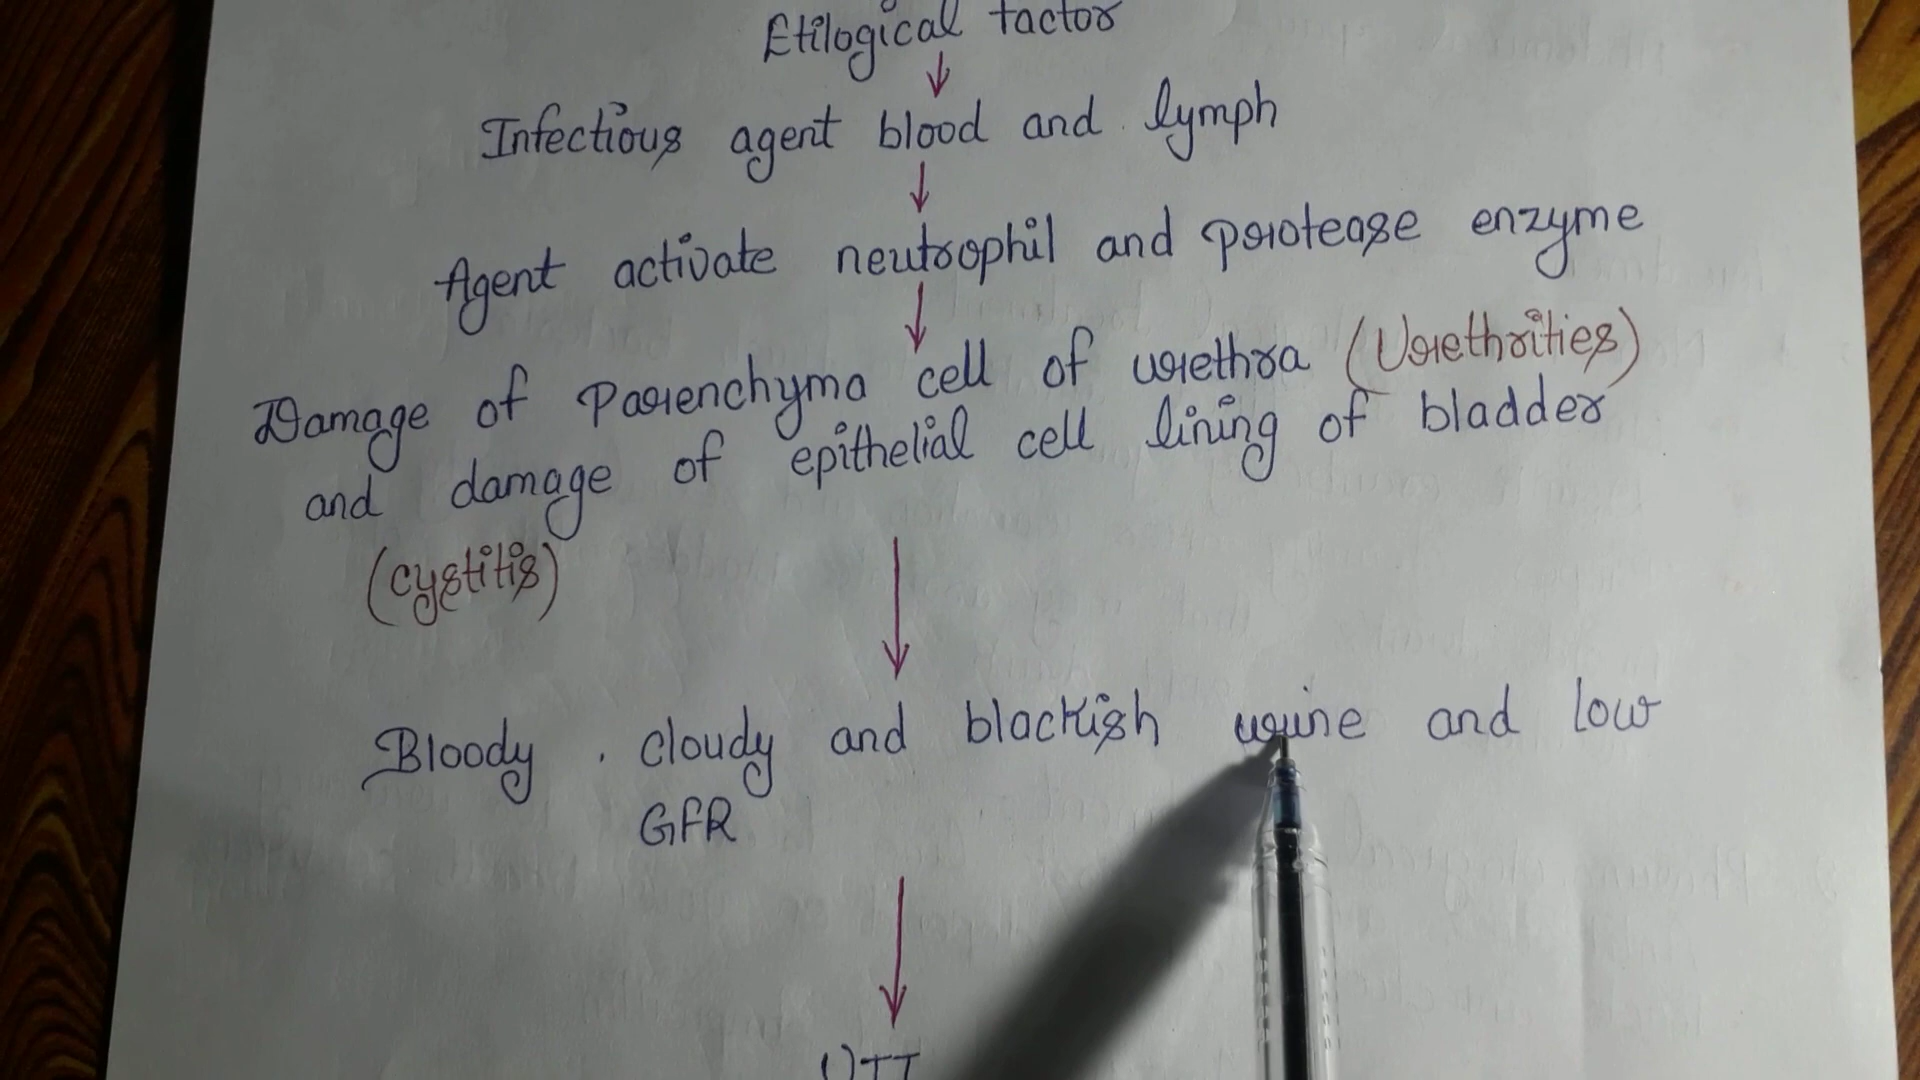 Etilogical factor
Infectious agent blood and lymph
Agent activate neutrophil and protease enzyme
Damage of Parenchyma cell of urethra (Urethrities)
and damage of epithelial cell lining of bladder
(cystitis)
Bloody . cloudy and blackish urine and low
GFR
UTI